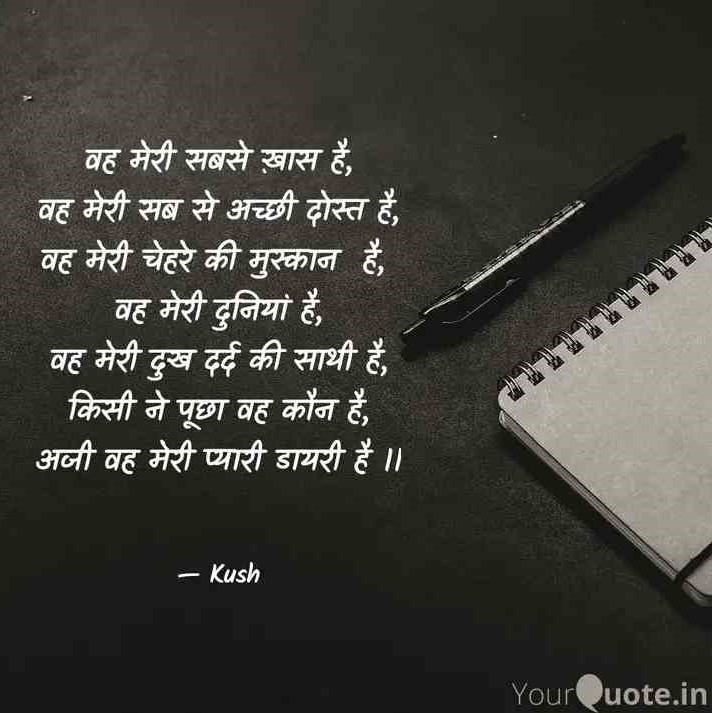 वह मेरी सबसे ख़ास है,
वह मेरी सब से अच्छी दोस्त है,
वह मेरी चेहरे की मुस्कान है,
वह मेरी दुनियां है,
वह मेरी दुख दर्द की साथी है,
किसी ने पूछा वह कौन है,
अजी वह मेरी प्यारी डायरी है ॥
— Kush
YourQuote.in